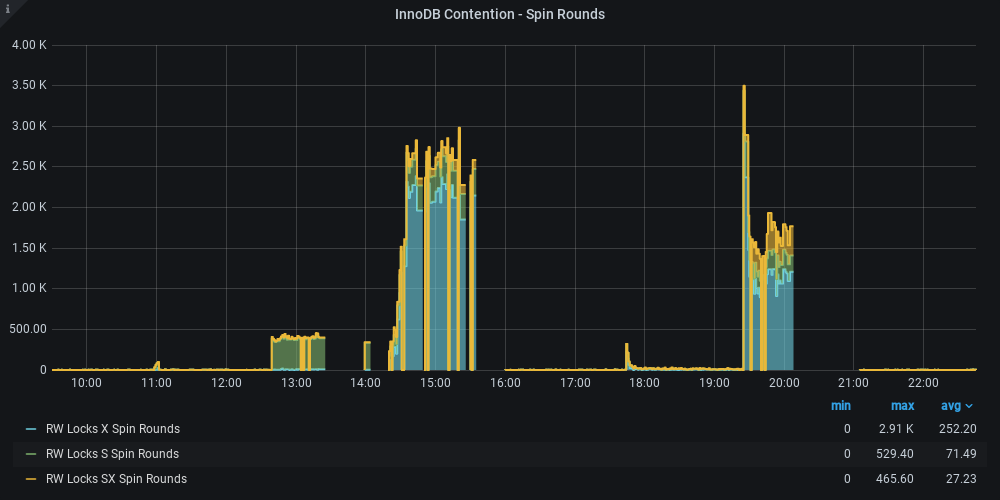 i
InnoDB Contention - Spin Rounds
4.00 K
3.50 K
3.00 K
2.50 K
2.00 K
1.50 K
1.00 K
500.00
0
10:00 11:00 12:00 13:00 14:00 15:00 16:00 17:00 18:00 19:00 20:00 21:00 22:00
min max avg
RW Locks X Spin Rounds 0 2.91 K 252.20
RW Locks S Spin Rounds 0 529.40 71.49
RW Locks SX Spin Rounds 0 465.60 27.23